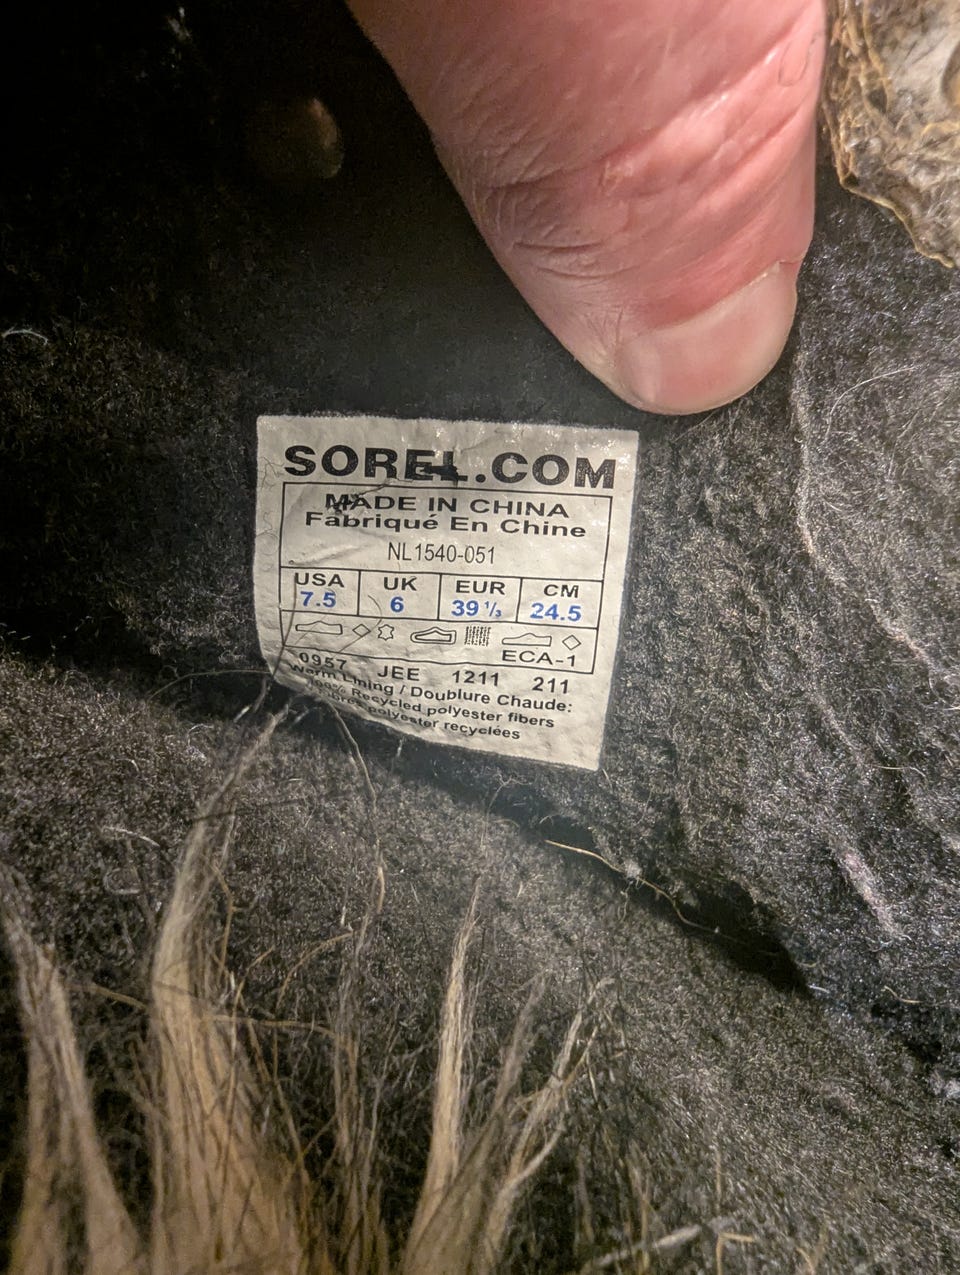 SOREL.COM
MADE IN CHINA
Fabriqué En Chine
NL1540-051
USA UK EUR CM
7.5 6 39 1/3 24.5
ECA-1
0957 JEE 1211 211
Warm Lining / Doublure Chaude:
Recycled polyester fibers
polyester recyclées